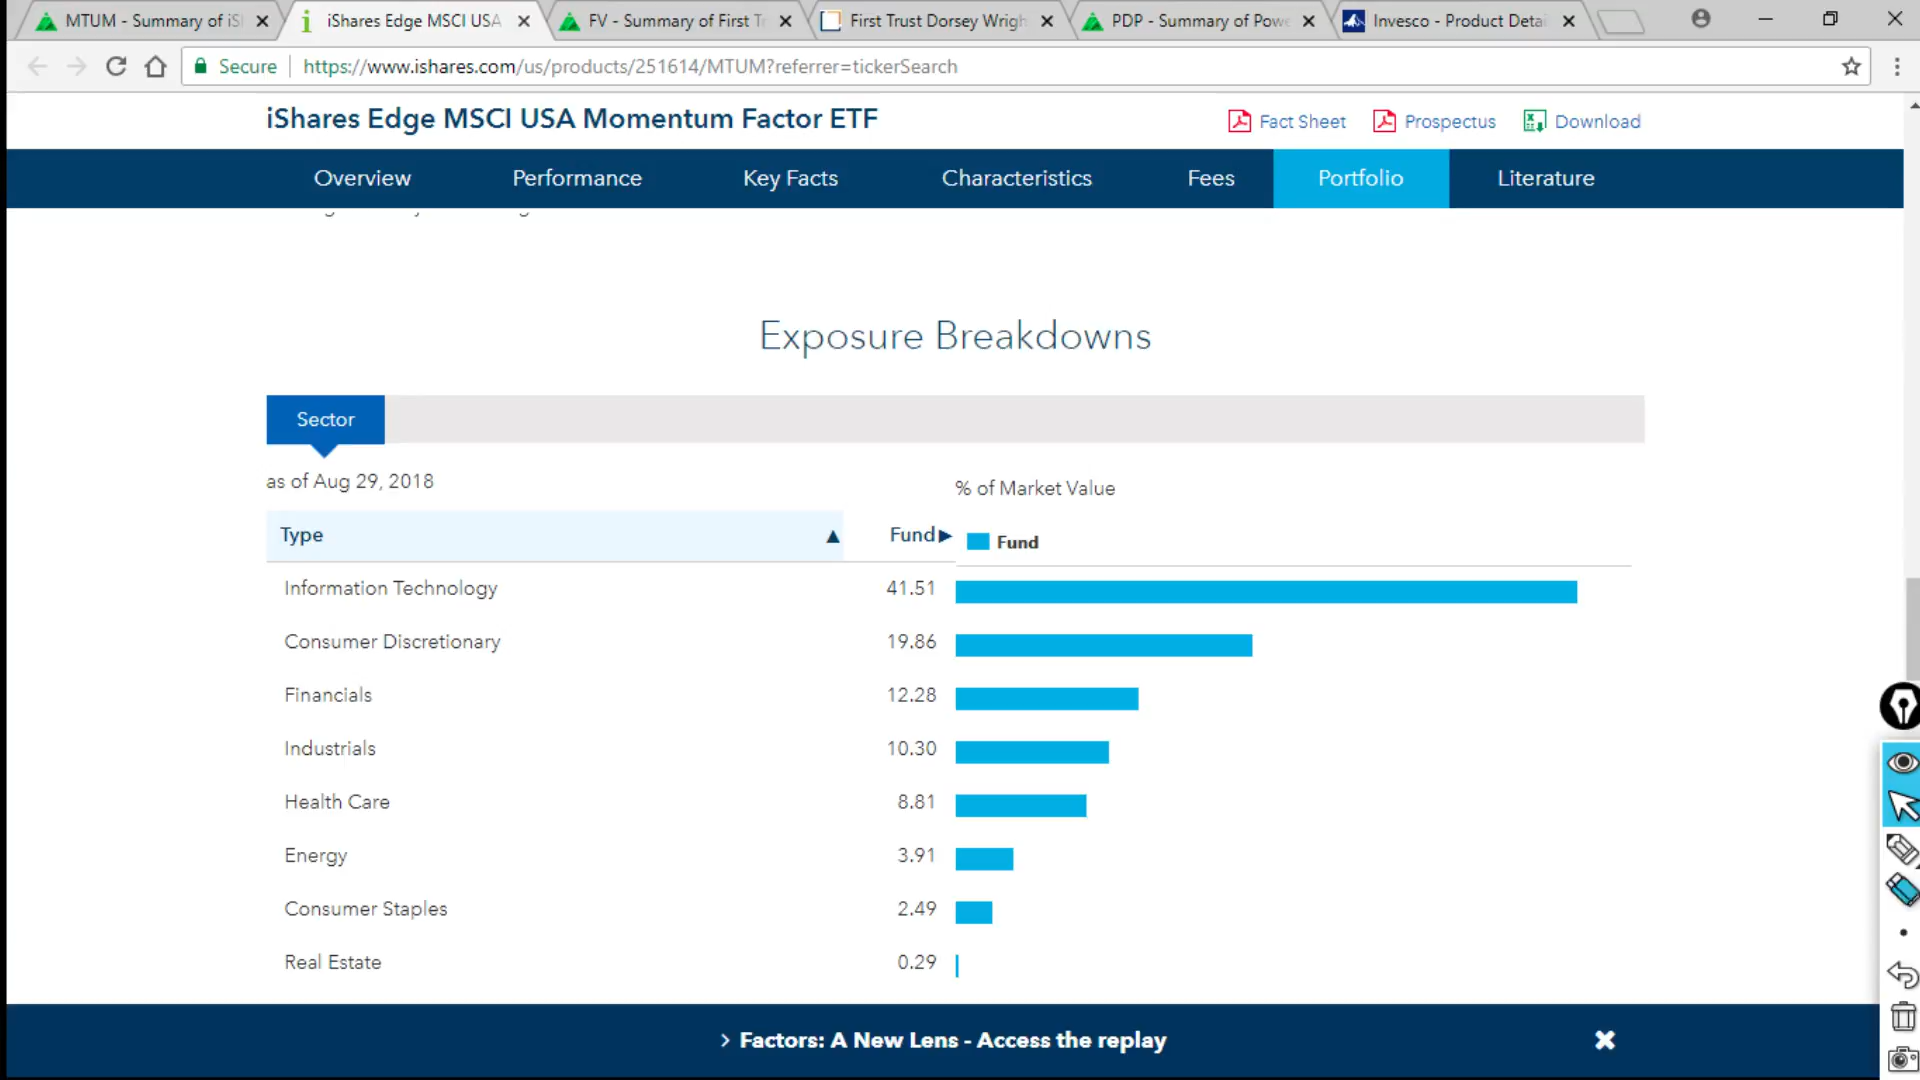 MTUM - Summary of iSh
iShares Edge MSCI USA
FV - Summary of First Tr
First Trust Dorsey Wrigh
PDP - Summary of Powe
Invesco - Product Detai
Secure
https://www.ishares.com/us/products/251614/MTUM?referrer=tickerSearch
iShares Edge MSCI USA Momentum Factor ETF
Fact Sheet
Prospectus
Download
Overview
Performance
Key Facts
Characteristics
Fees
Portfolio
Literature
Exposure Breakdowns
Sector
as of Aug 29, 2018
% of Market Value
Type
Fund
Fund
Information Technology 41.51
Consumer Discretionary 19.86
Financials 12.28
Industrials 10.30
Health Care 8.81
Energy 3.91
Consumer Staples 2.49
Real Estate 0.29
Factors: A New Lens - Access the replay